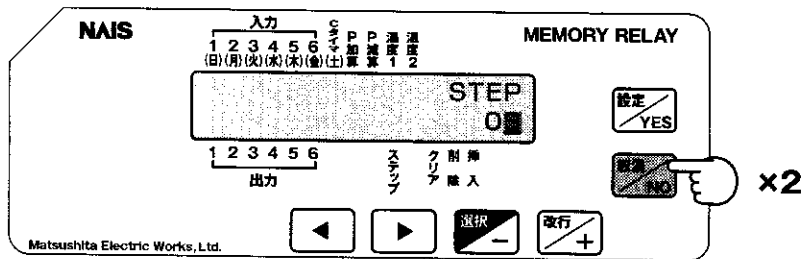 NAIS
MEMORY RELAY
入力
1 2 3 4 5 6
(日)(月)(火)(水)(木)(金)(土)
Cタイマ
P加算
P減算
温度1
温度2
STEP
0
設定
YES
NO
×2
1 2 3 4 5 6
出力
ステップ
クリア
削除
挿入
◀
▶
選択
−
改行
+
Matsushita Electric Works, Ltd.